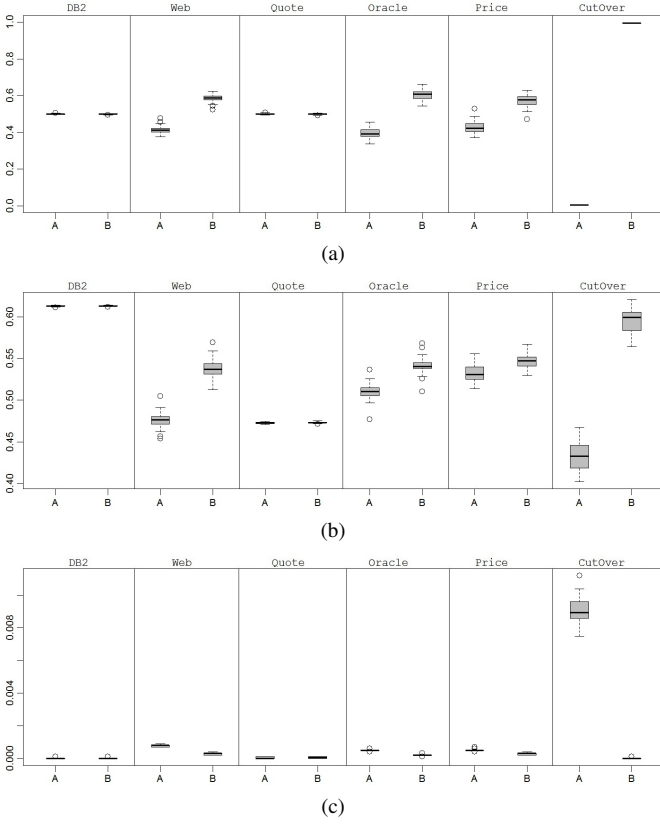 DB2 Web Quote Oracle Price CutOver
1.0
0.8
0.6
0.4
0.2
0.0
A B A B A B A B A B A B
(a)
DB2 Web Quote Oracle Price CutOver
0.60
0.55
0.50
0.45
0.40
A B A B A B A B A B A B
(b)
DB2 Web Quote Oracle Price CutOver
0.008
0.004
0.000
A B A B A B A B A B A B
(c)